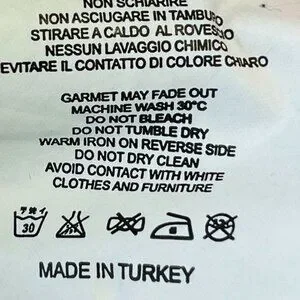 NON SCHIARIRE
NON ASCIUGARE IN TAMBURO
STIRARE A CALDO AL ROVESCIO
NESSUN LAVAGGIO CHIMICO
EVITARE IL CONTATTO DI COLORE CHIARO
GARMET MAY FADE OUT
MACHINE WASH 30°C
DO NOT BLEACH
DO NOT TUMBLE DRY
WARM IRON ON REVERSE SIDE
DO NOT DRY CLEAN
AVOID CONTACT WITH WHITE
CLOTHES AND FURNITURE
30
MADE IN TURKEY